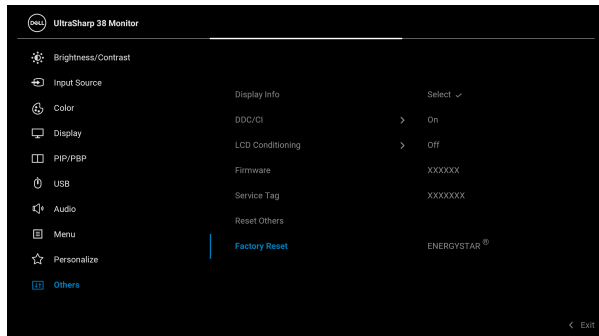 DELL UltraSharp 38 Monitor
Brightness/Contrast
Input Source
Color
Display
PIP/PBP
USB
Audio
Menu
Personalize
Others
Display Info Select
DDC/CI On
LCD Conditioning Off
Firmware XXXXXX
Service Tag XXXXXXX
Reset Others
Factory Reset ENERGYSTAR ®
Exit